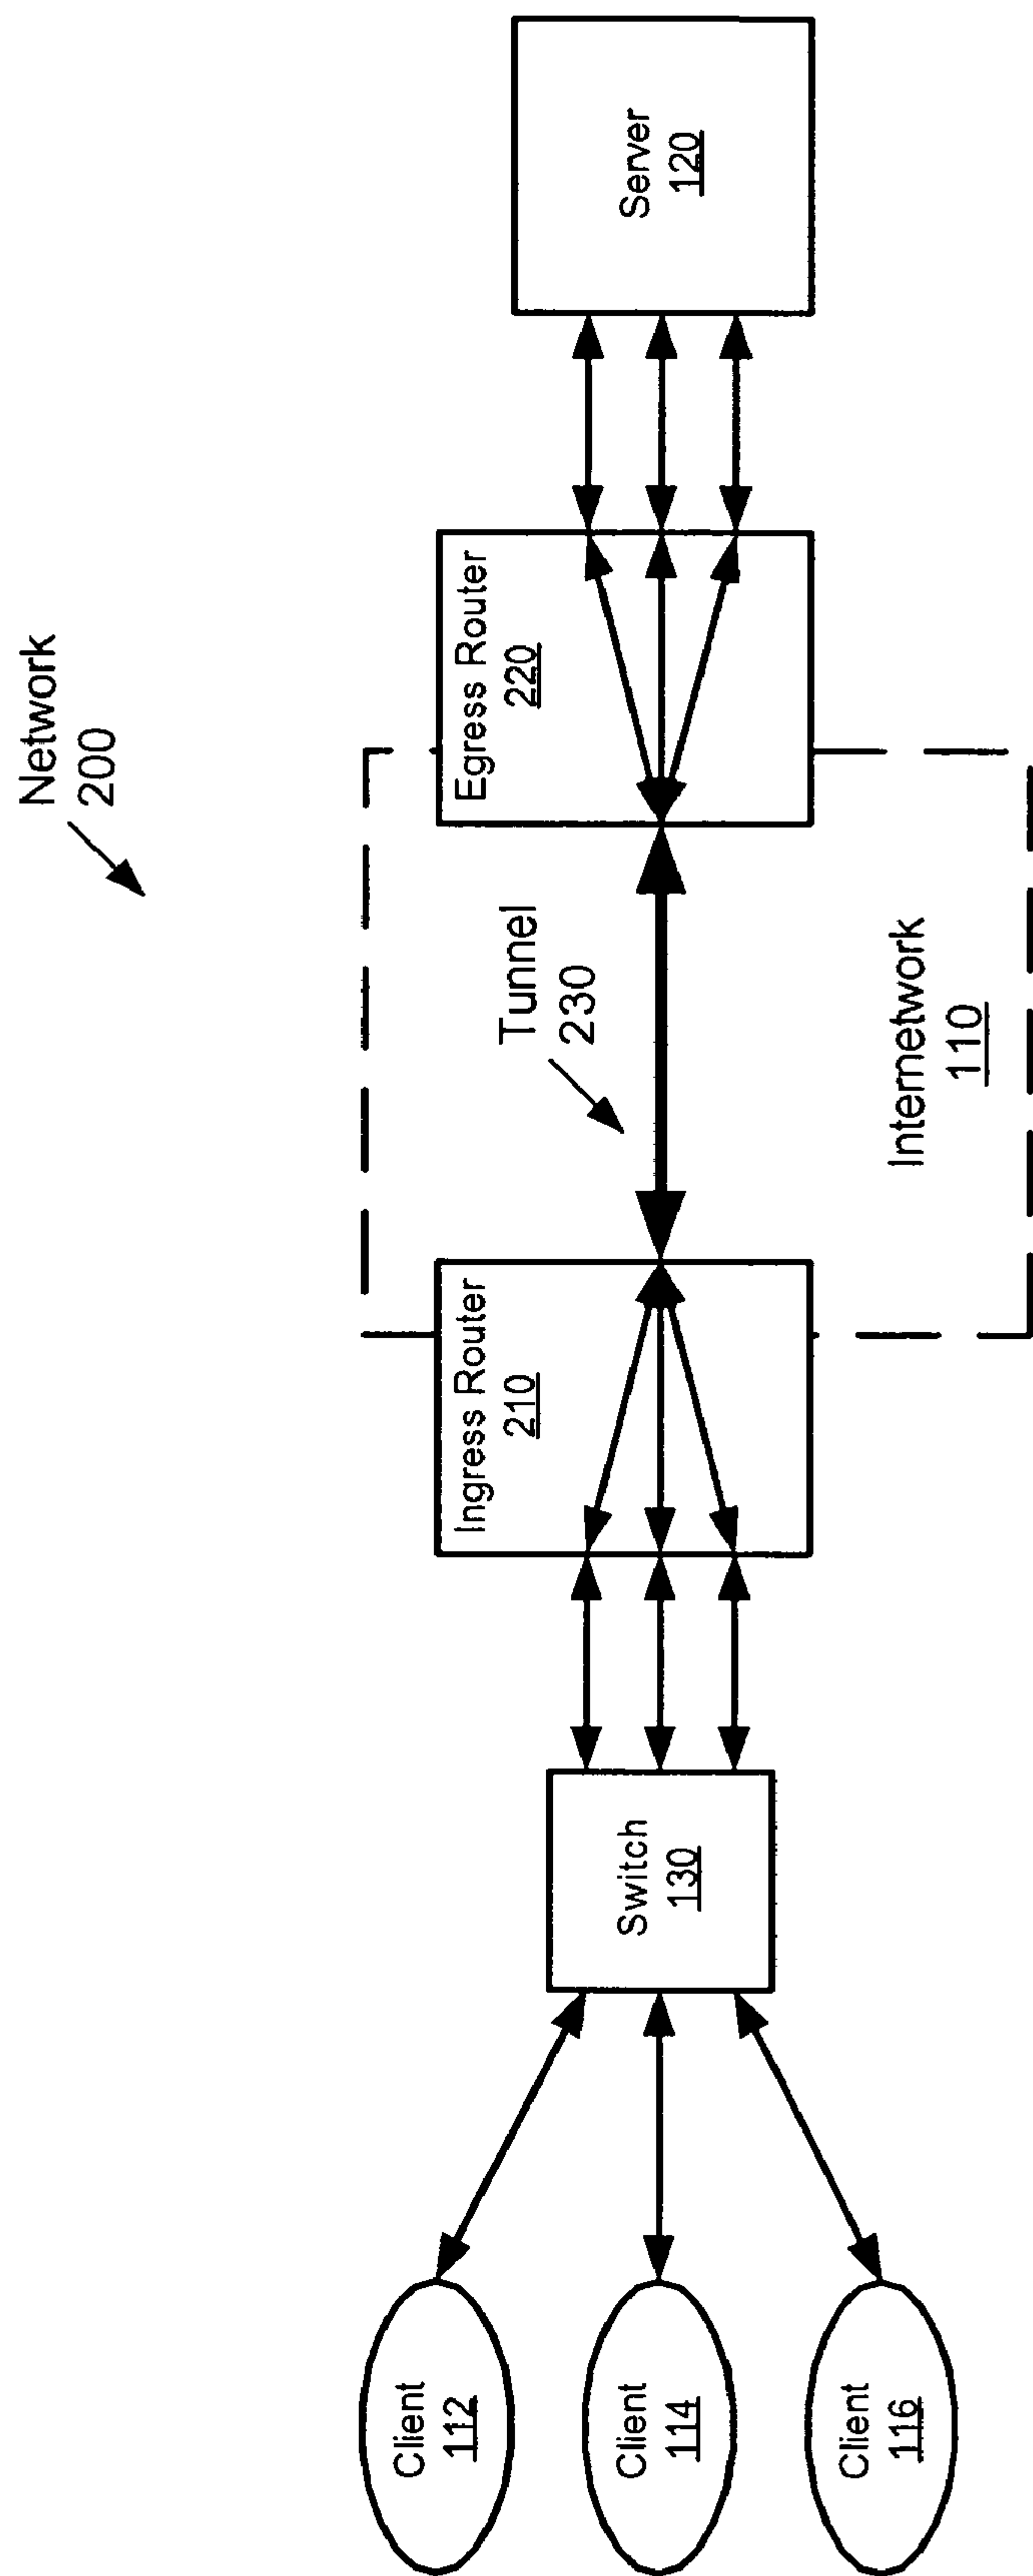 Network
200
Client
112
Client
114
Client
116
Switch
130
Ingress Router
210
Tunnel
230
Internetwork
110
Egress Router
220
Server
120